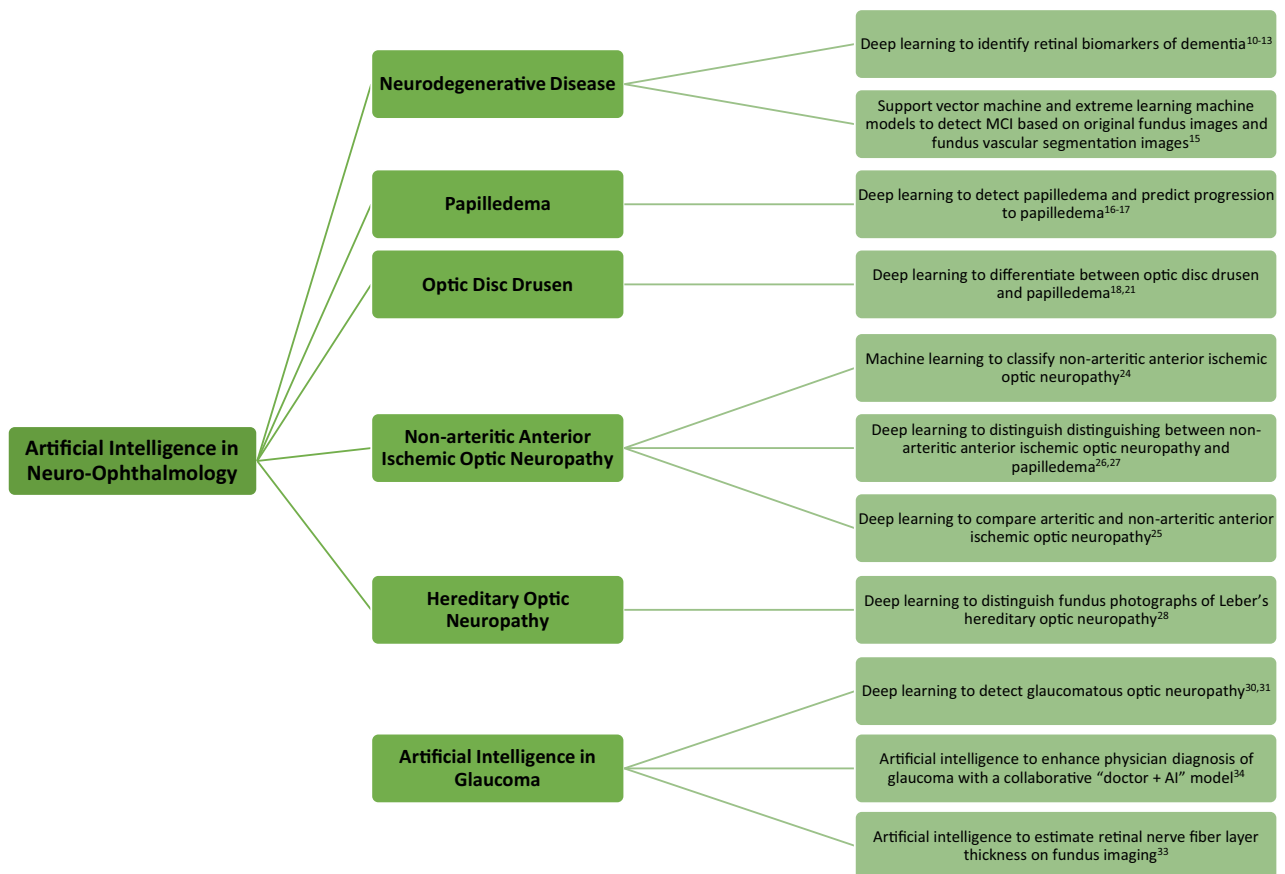 Artificial Intelligence in
Neuro-Ophthalmology
Neurodegenerative Disease
Deep learning to identify retinal biomarkers of dementia10-13
Support vector machine and extreme learning machine
models to detect MCI based on original fundus images and
fundus vascular segmentation images15
Papilledema
Deep learning to detect papilledema and predict progression
to papilledema16-17
Optic Disc Drusen
Deep learning to differentiate between optic disc drusen
and papilledema18,21
Non-arteritic Anterior
Ischemic Optic Neuropathy
Machine learning to classify non-arteritic anterior ischemic
optic neuropathy24
Deep learning to distinguish distinguishing between non-
arteritic anterior ischemic optic neuropathy and
papilledema26,27
Deep learning to compare arteritic and non-arteritic anterior
ischemic optic neuropathy25
Hereditary Optic
Neuropathy
Deep learning to distinguish fundus photographs of Leber’s
hereditary optic neuropathy28
Artificial Intelligence in
Glaucoma
Deep learning to detect glaucomatous optic neuropathy30,31
Artificial intelligence to enhance physician diagnosis of
glaucoma with a collaborative “doctor + AI” model34
Artificial intelligence to estimate retinal nerve fiber layer
thickness on fundus imaging33